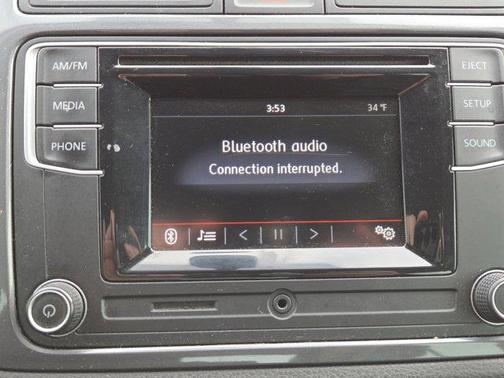 AM/FM
MEDIA
PHONE
3:53
34 °F
Bluetooth audio
Connection interrupted.
EJECT
SETUP
SOUND